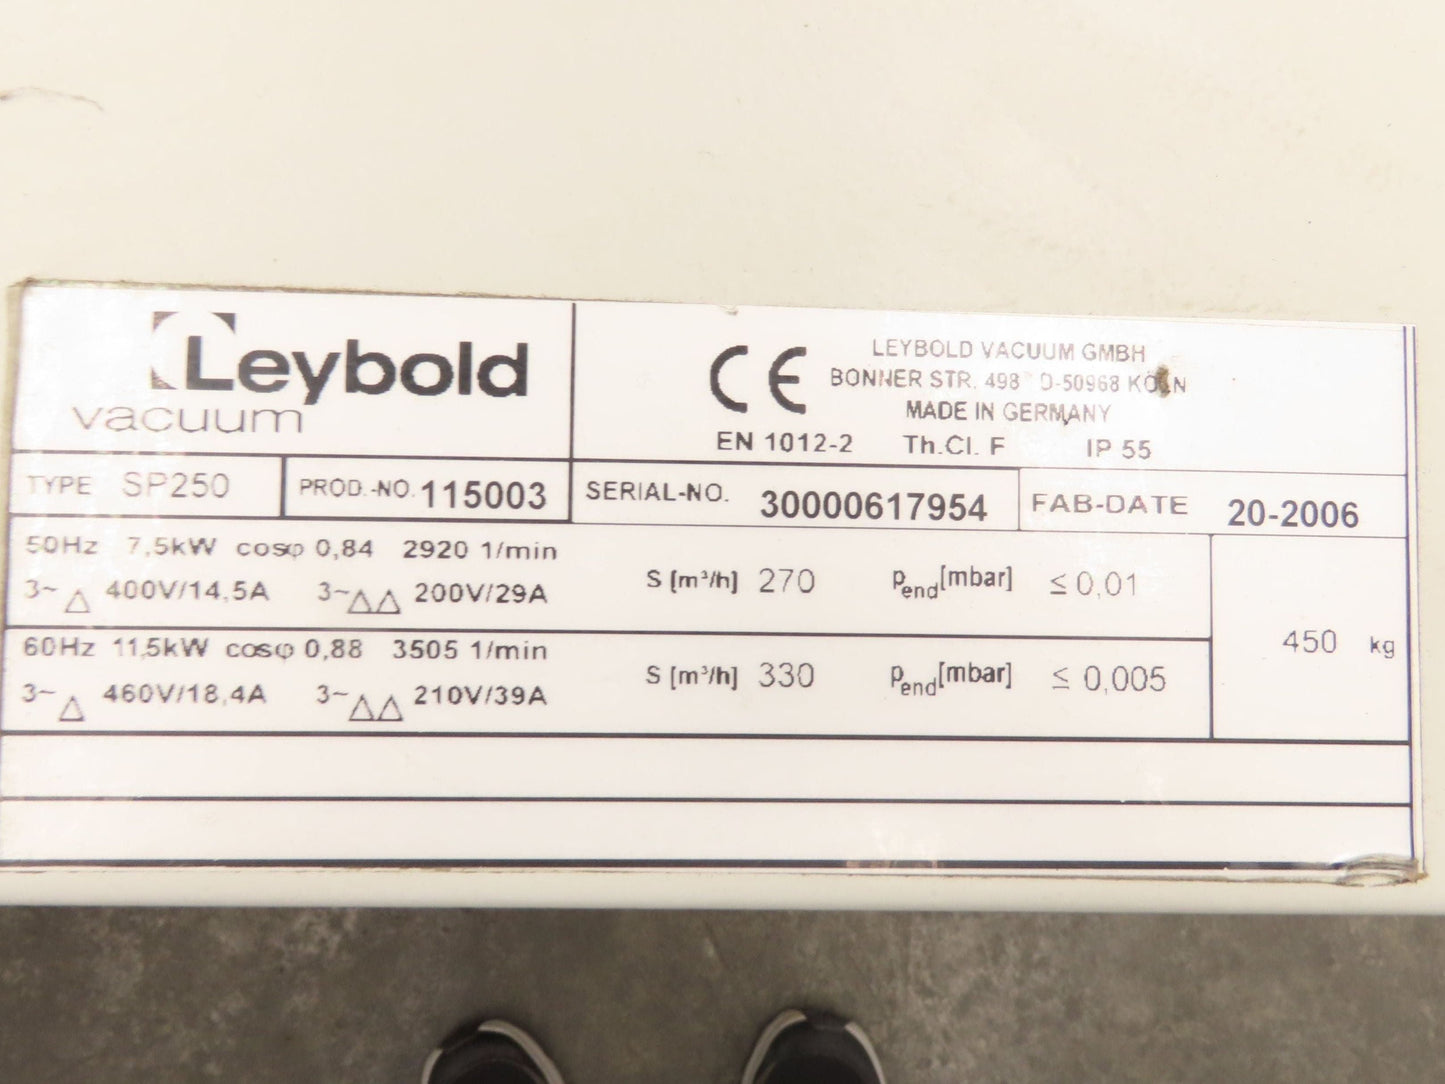 Leybold
vacuum
CE
LEYBOLD VACUUM GMBH
BONNER STR. 498 D-50968 KÖLN
MADE IN GERMANY
EN 1012-2 Th.Cl. F IP 55
TYPE SP250 PROD.-NO. 115003 SERIAL-NO. 30000617954 FAB-DATE 20-2006
50Hz 7,5kW cosφ 0,84 2920 1/min
3~ △ 400V/14,5A 3~ △△ 200V/29A S [m³/h] 270 Pend[mbar] ≤ 0,01
60Hz 11,5kW cosφ 0,88 3505 1/min
3~ △ 460V/18,4A 3~ △△ 210V/39A S [m³/h] 330 Pend[mbar] ≤ 0,005
450 kg